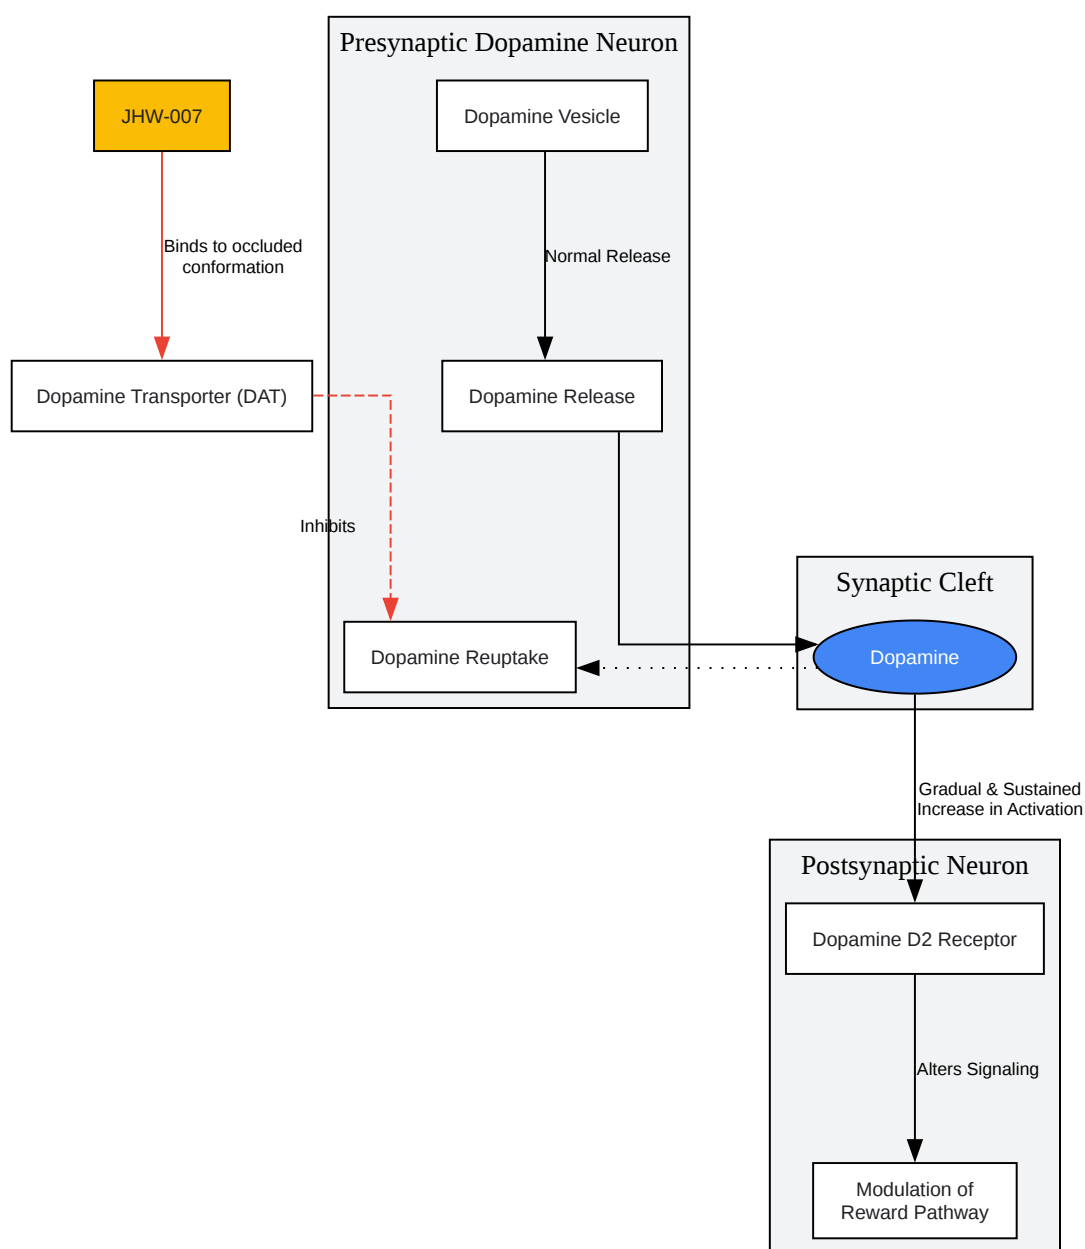 Presynaptic Dopamine Neuron
JHW-007
Dopamine Vesicle
Binds to occluded
conformation
Normal Release
Dopamine Transporter (DAT)
Dopamine Release
Inhibits
Synaptic Cleft
Dopamine Reuptake
Dopamine
Gradual & Sustained
Increase in Activation
Postsynaptic Neuron
Dopamine D2 Receptor
Alters Signaling
Modulation of
Reward Pathway